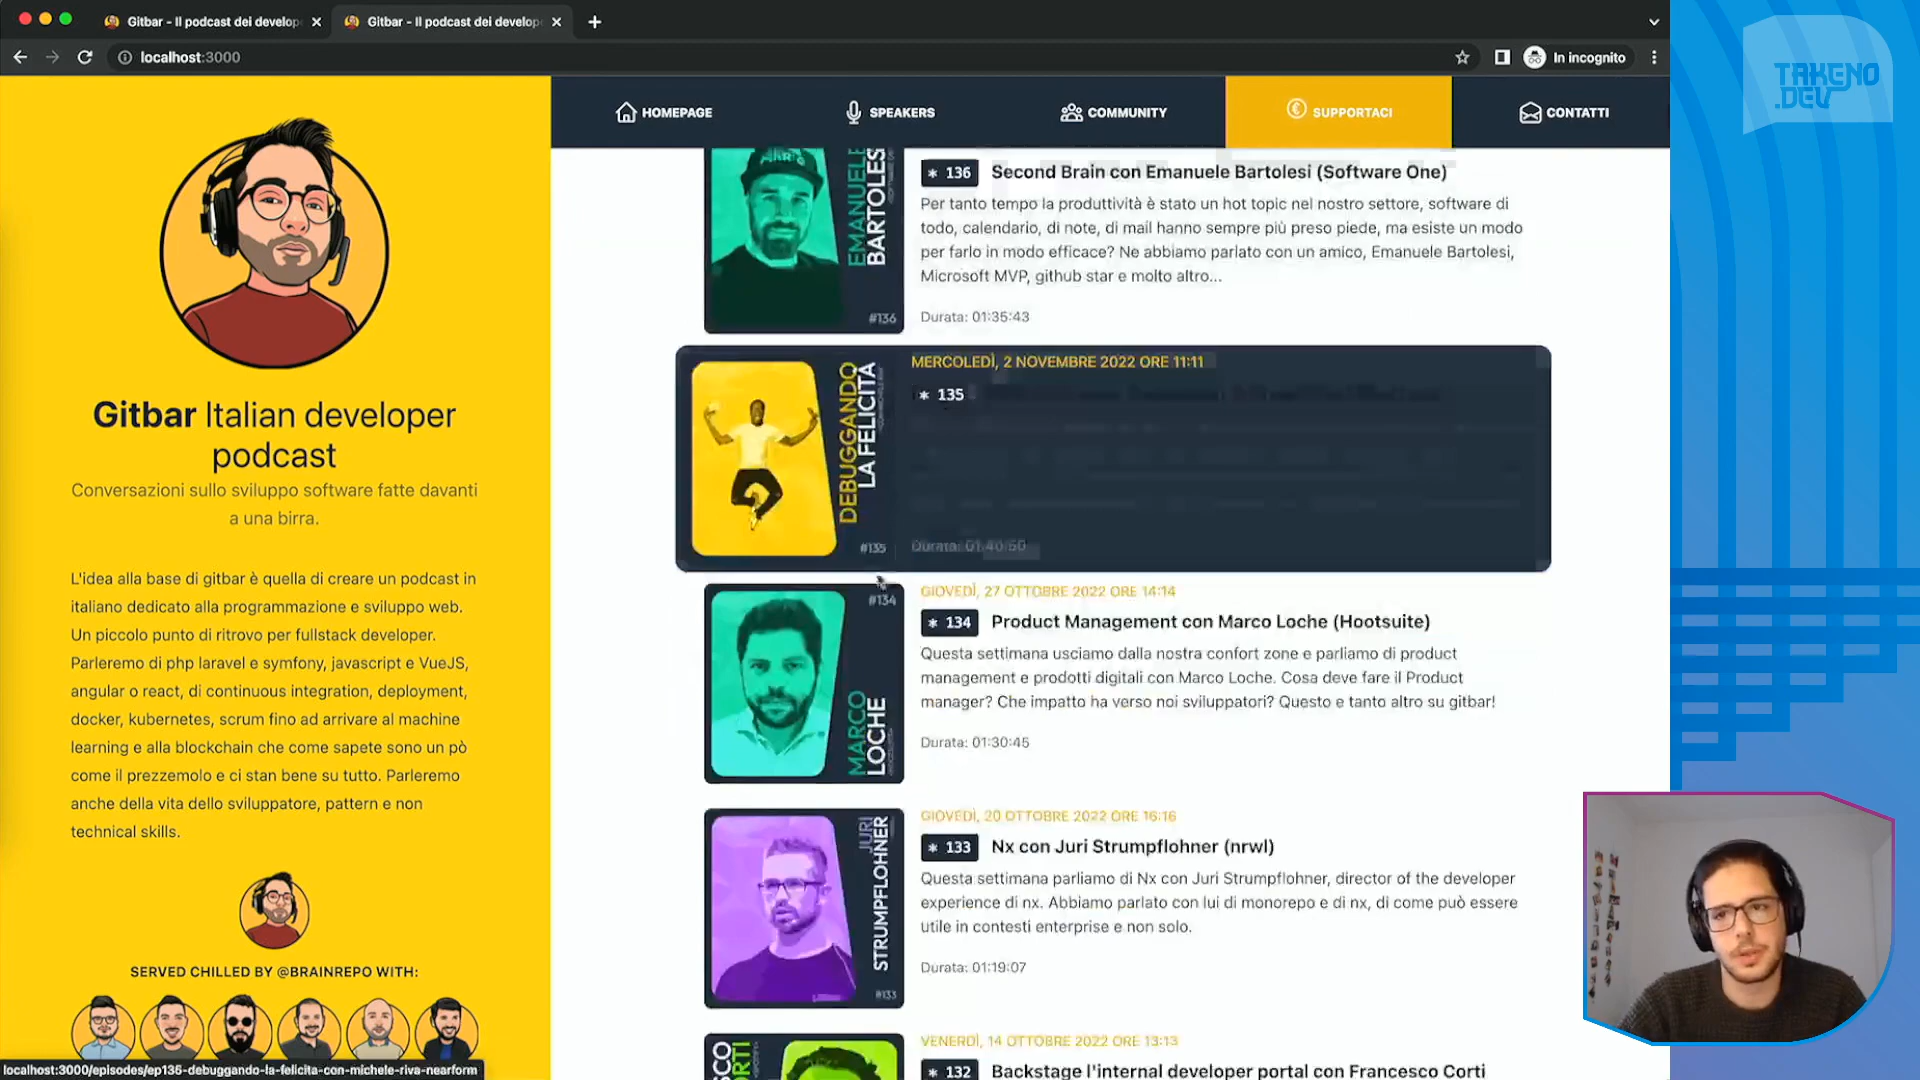 Gitbar - Il podcast dei develop
Gitbar - Il podcast dei develop
localhost:3000
In incognito
TAKENO
.DEV
HOMEPAGE
SPEAKERS
COMMUNITY
SUPPORTACI
CONTATTI
Gitbar Italian developer
podcast
Conversazioni sullo sviluppo software fatte davanti
a una birra.
L'idea alla base di gitbar è quella di creare un podcast in
italiano dedicato alla programmazione e sviluppo web.
Un piccolo punto di ritrovo per fullstack developer.
Parleremo di php laravel e symfony, javascript e VueJS,
angular o react, di continuous integration, deployment,
docker, kubernetes, scrum fino ad arrivare al machine
learning e alla blockchain che come sapete sono un pò
come il prezzemolo e ci stan bene su tutto. Parleremo
anche della vita dello sviluppatore, pattern e non
technical skills.
SERVED CHILLED BY @BRAINREPO WITH:
localhost:3000/episodes/ep135-debuggando-la-felicita-con-michele-riva-nearform
EMANUELE
BARTOLESI
#136
* 136 Second Brain con Emanuele Bartolesi (Software One)
Per tanto tempo la produttività è stato un hot topic nel nostro settore, software di
todo, calendario, di note, di mail hanno sempre più preso piede, ma esiste un modo
per farlo in modo efficace? Ne abbiamo parlato con un amico, Emanuele Bartolesi,
Microsoft MVP, github star e molto altro...
Durata: 01:35:43
DEBUGGANDO
LA FELICITÀ
#135
MERCOLEDÌ, 2 NOVEMBRE 2022 ORE 11:11
* 135
Durata: 01:40:50
#134
MARCO
LOCHE
GIOVEDÌ, 27 OTTOBRE 2022 ORE 14:14
* 134 Product Management con Marco Loche (Hootsuite)
Questa settimana usciamo dalla nostra confort zone e parliamo di product
management e prodotti digitali con Marco Loche. Cosa deve fare il Product
manager? Che impatto ha verso noi sviluppatori? Questo e tanto altro su gitbar!
Durata: 01:30:45
JURI
STRUMPFLOHNER
#133
GIOVEDÌ, 20 OTTOBRE 2022 ORE 16:16
* 133 Nx con Juri Strumpflohner (nrwl)
Questa settimana parliamo di Nx con Juri Strumpflohner, director of the developer
experience di nx. Abbiamo parlato con lui di monorepo e di nx, di come può essere
utile in contesti enterprise e non solo.
Durata: 01:19:07
VENERDÌ, 14 OTTOBRE 2022 ORE 13:13
* 132 Backstage l'internal developer portal con Francesco Corti